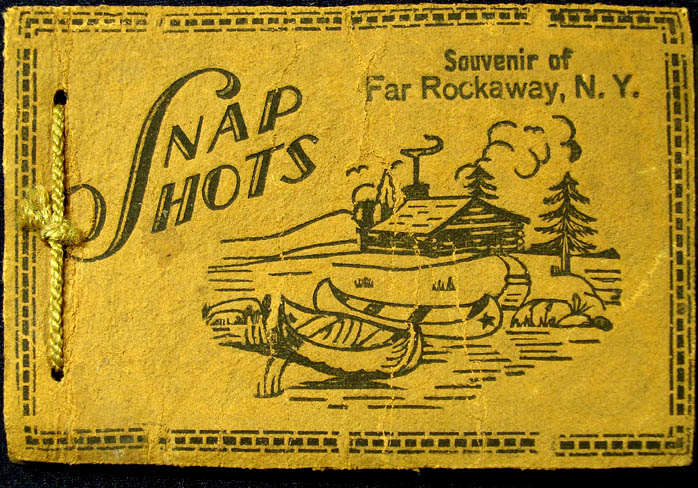 SNAP
SHOTS
Souvenir of
Far Rockaway, N. Y.